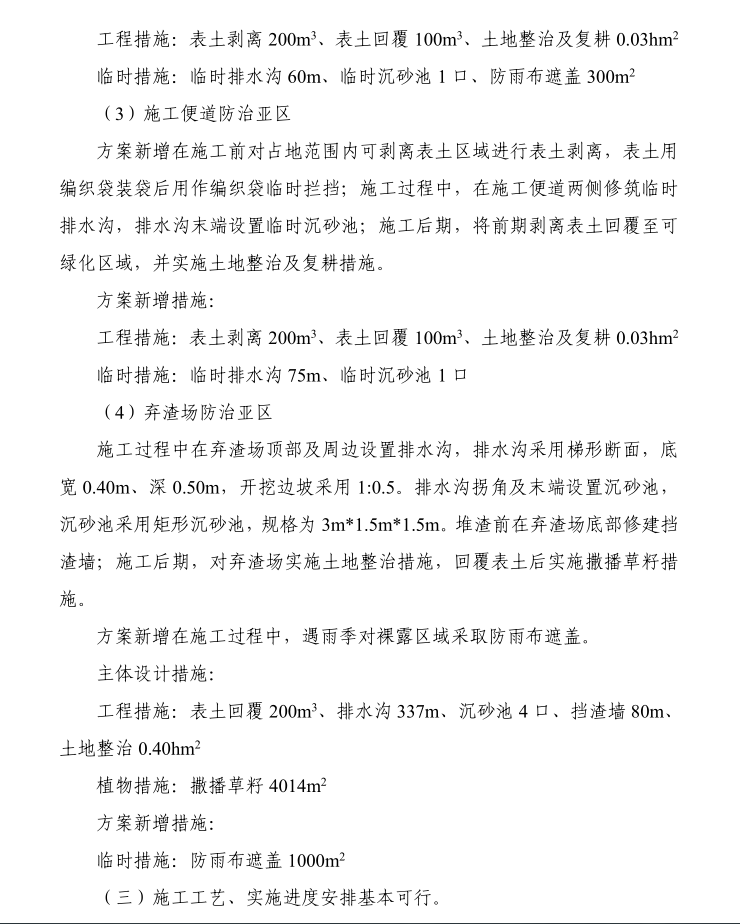 工程措施：表土剥离 200m³、表土回覆 100m³、土地整治及复耕 0.03hm²
临时措施：临时排水沟 60m、临时沉砂池 1 口、防雨布遮盖 300m²
（3）施工便道防治亚区
方案新增在施工前对占地范围内可剥离表土区域进行表土剥离，表土用
编织袋装袋后用作编织袋临时拦挡；施工过程中，在施工便道两侧修筑临时
排水沟，排水沟末端设置临时沉砂池；施工后期，将前期剥离表土回覆至可
绿化区域，并实施土地整治及复耕措施。
方案新增措施：
工程措施：表土剥离 200m³、表土回覆 100m³、土地整治及复耕 0.03hm²
临时措施：临时排水沟 75m、临时沉砂池 1 口
（4）弃渣场防治亚区
施工过程中在弃渣场顶部及周边设置排水沟，排水沟采用梯形断面，底
宽 0.40m、深 0.50m，开挖边坡采用 1:0.5。排水沟拐角及末端设置沉砂池，
沉砂池采用矩形沉砂池，规格为 3m*1.5m*1.5m。堆渣前在弃渣场底部修建挡
渣墙；施工后期，对弃渣场实施土地整治措施，回覆表土后实施撒播草籽措
施。
方案新增在施工过程中，遇雨季对裸露区域采取防雨布遮盖。
主体设计措施：
工程措施：表土回覆 200m³、排水沟 337m、沉砂池 4 口、挡渣墙 80m、
土地整治 0.40hm²
植物措施：撒播草籽 4014m²
方案新增措施：
临时措施：防雨布遮盖 1000m²
（三）施工工艺、实施进度安排基本可行。